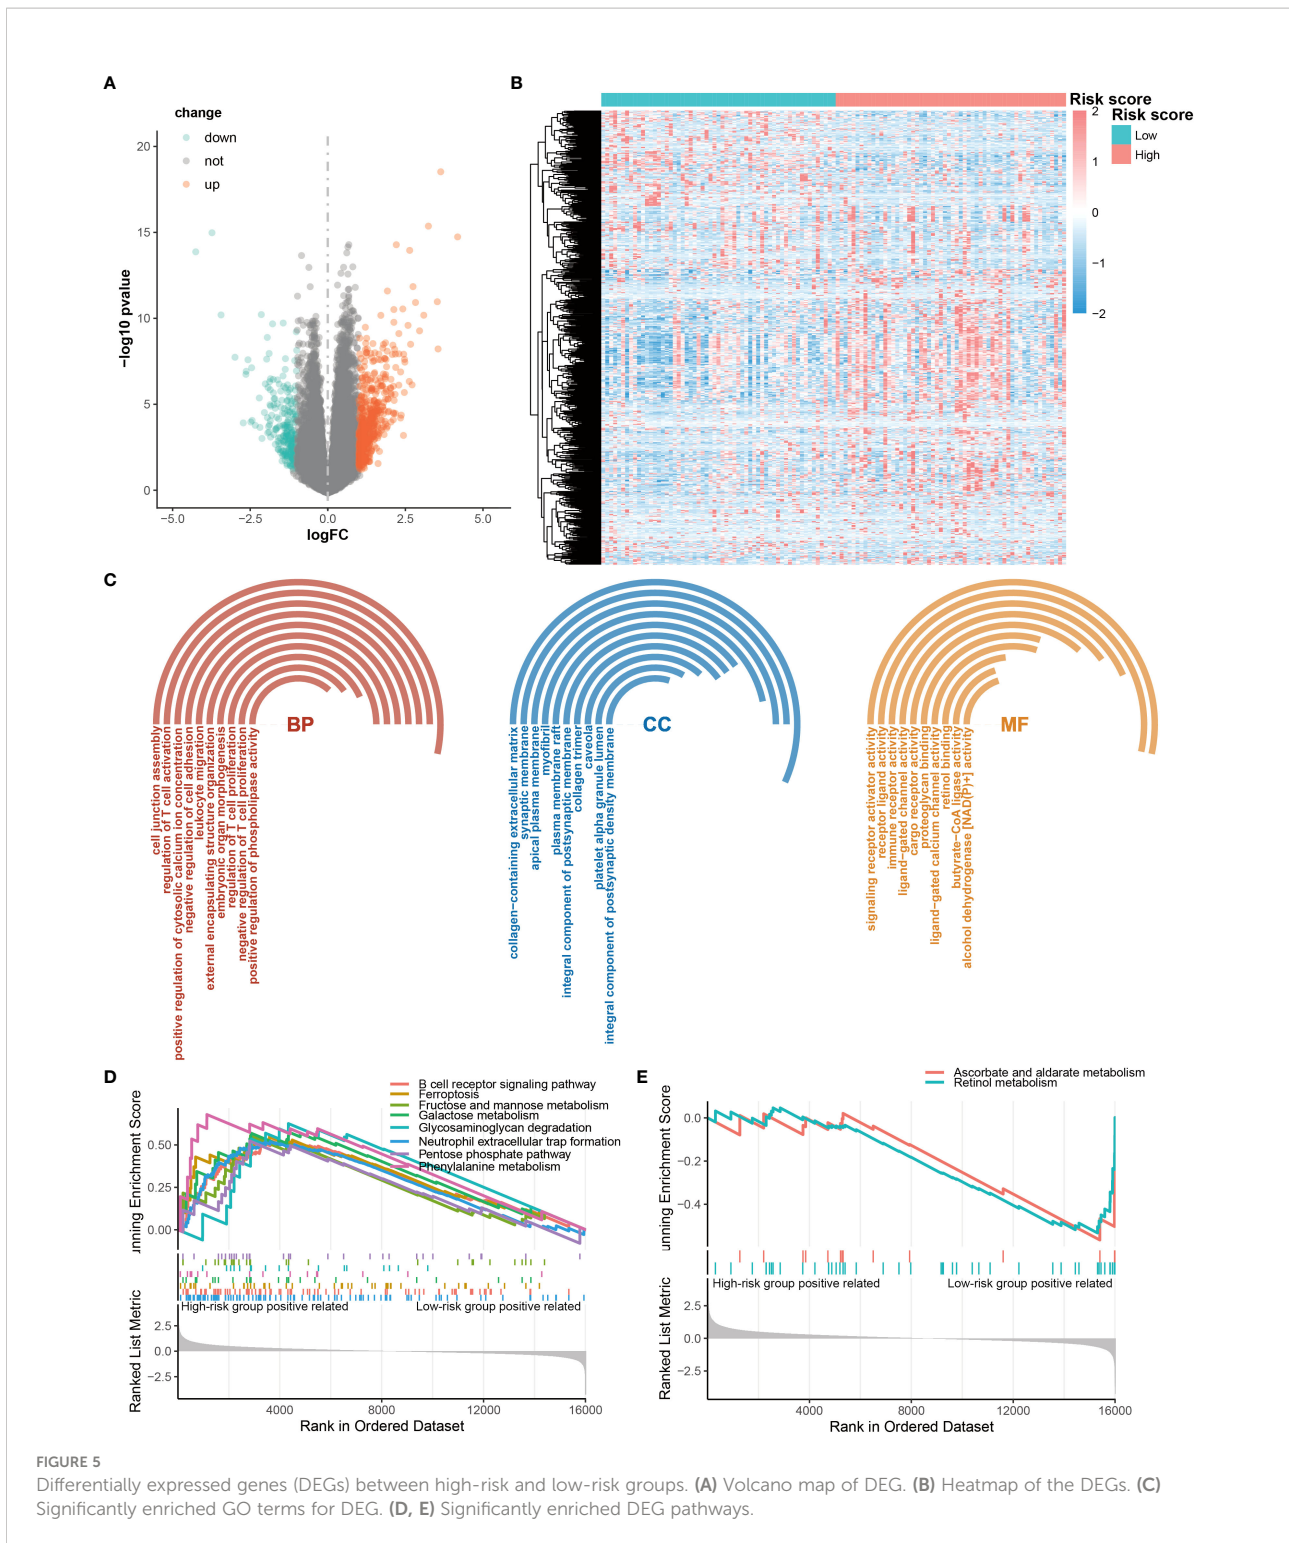 A
change
down
not
up
−log10 pvalue
20
15
10
5
0
−5.0
−2.5
0.0
2.5
5.0
logFC
B
Risk score
2
1
0
−1
−2
Risk score
Low
High
C
BP
cell junction assembly
regulation of T cell activation
positive regulation of cytosolic calcium ion concentration
negative regulation of cell adhesion
leukocyte migration
external encapsulating structure organization
embryonic organ morphogenesis
regulation of T cell proliferation
negative regulation of T cell proliferation
positive regulation of phospholipase activity
CC
collagen−containing extracellular matrix
synaptic membrane
apical plasma membrane
myofibril
plasma membrane raft
integral component of postsynaptic membrane
collagen trimer
caveola
platelet alpha granule lumen
integral component of postsynaptic density membrane
MF
signaling receptor activator activity
receptor ligand activity
immune receptor activity
ligand−gated channel activity
cargo receptor activity
proteoglycan binding
ligand−gated calcium channel activity
retinol binding
butyrate−CoA ligase activity
alcohol dehydrogenase [NAD(P)+] activity
D
B cell receptor signaling pathway
Ferroptosis
Fructose and mannose metabolism
Galactose metabolism
Glycosaminoglycan degradation
Neutrophil extracellular trap formation
Pentose phosphate pathway
Phenylalanine metabolism
unning Enrichment Score
0.50
0.25
0.00
High−risk group positive related
Low−risk group positive related
Ranked List Metric
2.5
0.0
−2.5
4000
8000
12000
16000
Rank in Ordered Dataset
E
Ascorbate and aldarate metabolism
Retinol metabolism
unning Enrichment Score
0.0
−0.2
−0.4
High−risk group positive related
Low−risk group positive related
Ranked List Metric
2.5
0.0
−2.5
4000
8000
12000
16000
Rank in Ordered Dataset
FIGURE 5
Differentially expressed genes (DEGs) between high-risk and low-risk groups. (A) Volcano map of DEG. (B) Heatmap of the DEGs. (C)
Significantly enriched GO terms for DEG. (D, E) Significantly enriched DEG pathways.